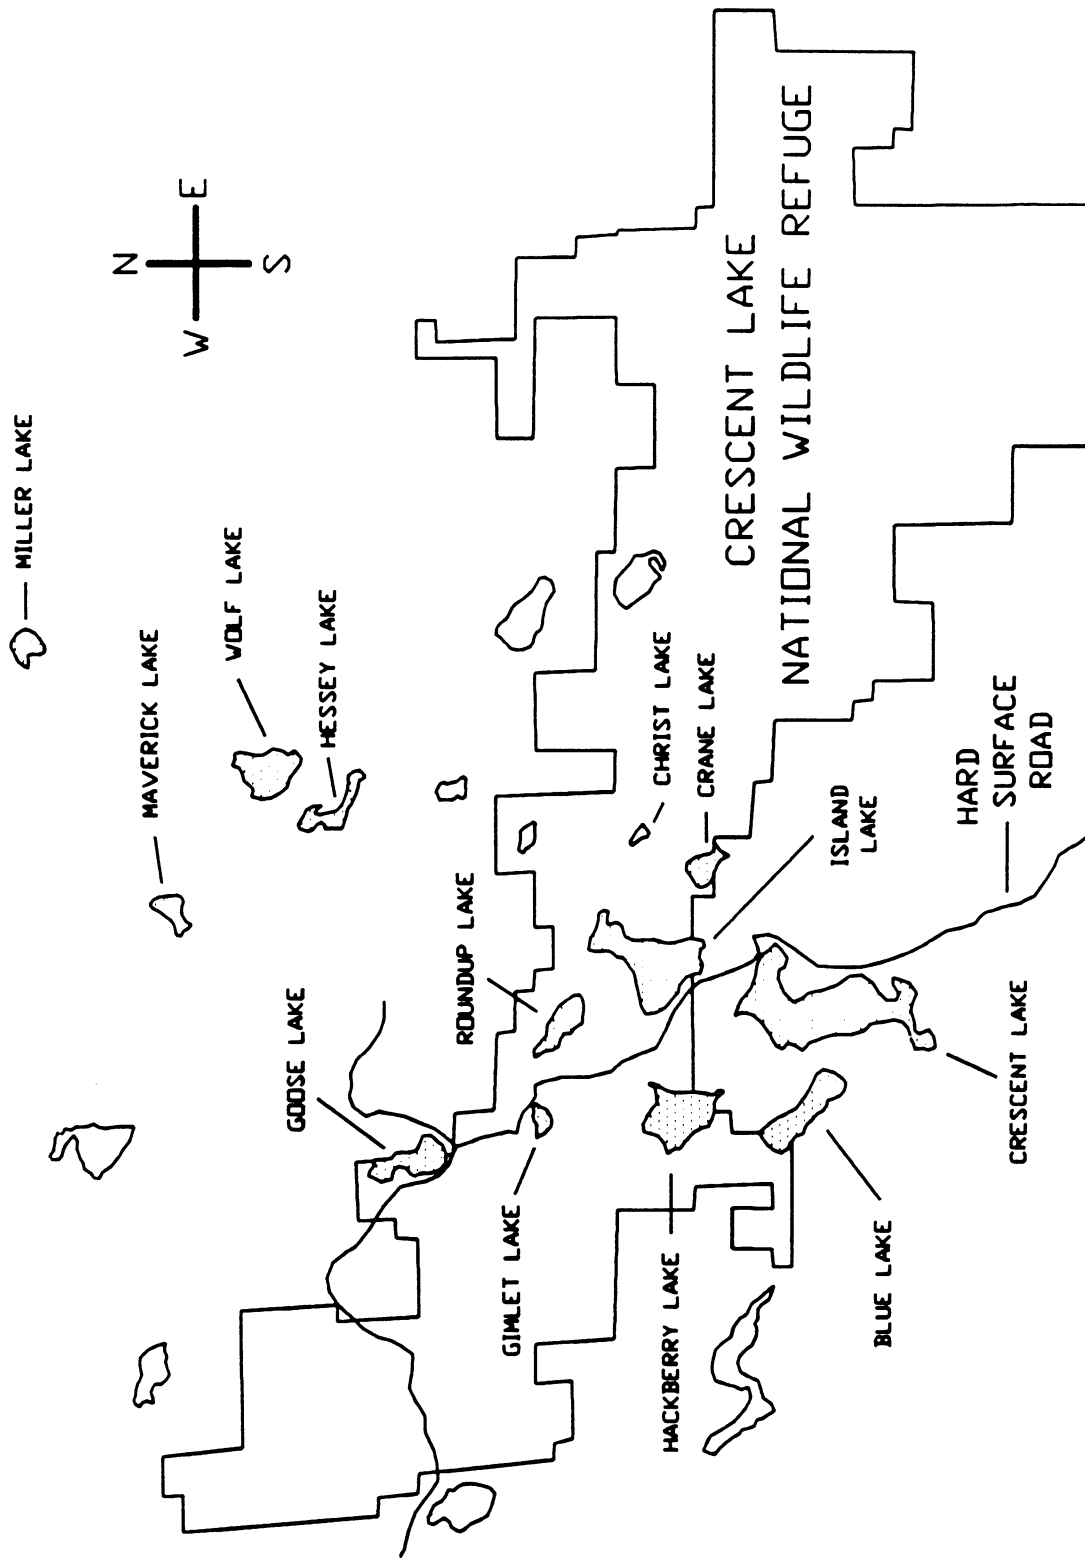 MILLER LAKE
MAVERICK LAKE
WOLF LAKE
HESSEY LAKE
N
W
E
S
GOOSE LAKE
ROUNDUP LAKE
GIMLET LAKE
CHRIST LAKE
CRANE LAKE
HACKBERRY LAKE
ISLAND
LAKE
BLUE LAKE
CRESCENT LAKE
HARD
SURFACE
ROAD
CRESCENT LAKE
NATIONAL WILDLIFE REFUGE